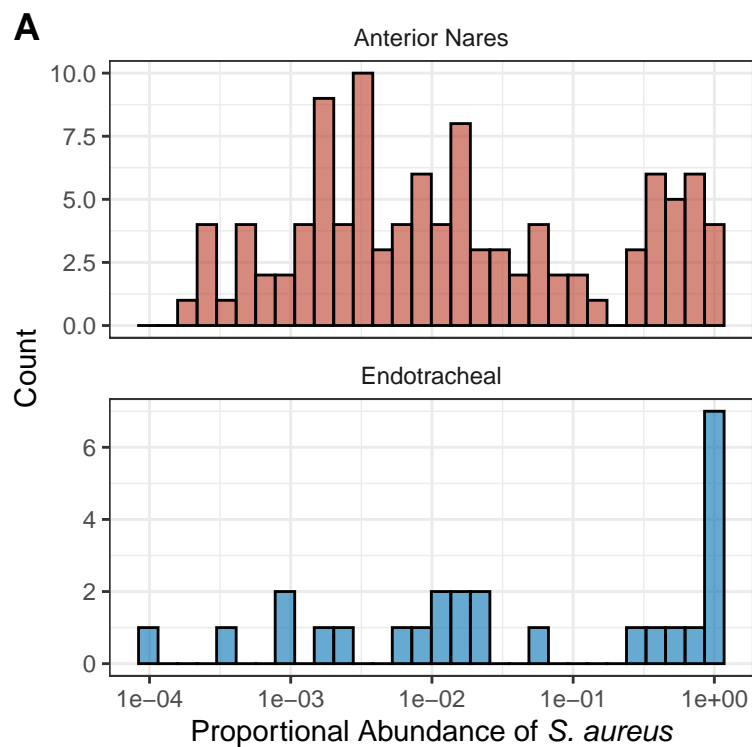 A
Anterior Nares
10.0
7.5
5.0
2.5
0.0
Count
Endotracheal
6
4
2
0
1e−04 1e−03 1e−02 1e−01 1e+00
Proportional Abundance of S. aureus